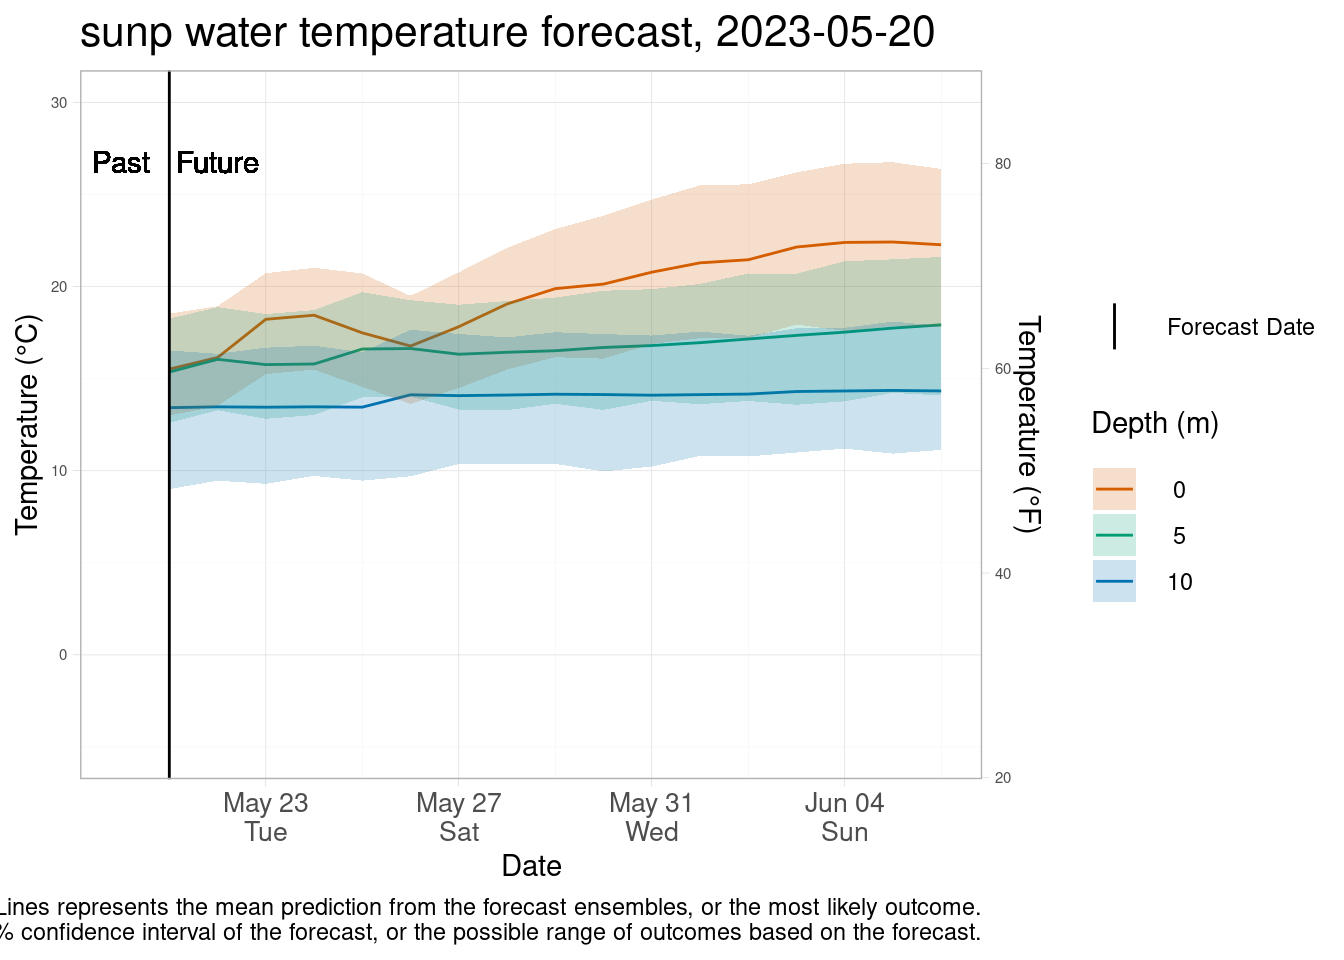 sunp water temperature forecast, 2023-05-20
30
20
10
0
Temperature (°C)
Past
Future
80
60
40
20
Temperature (°F)
May 23
Tue
May 27
Sat
May 31
Wed
Jun 04
Sun
Date
Forecast Date
Depth (m)
0
5
10
Lines represents the mean prediction from the forecast ensembles, or the most likely outcome.
% confidence interval of the forecast, or the possible range of outcomes based on the forecast.